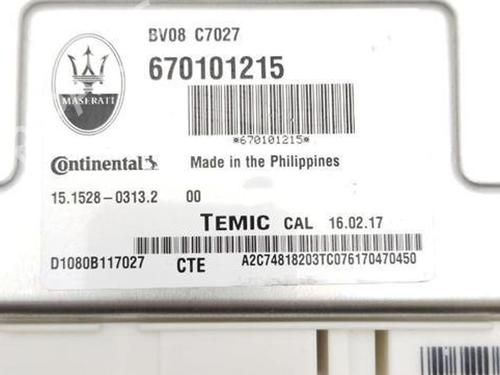 BV08 C7027
670101215
MASERATI
*670101215*
Continental Made in the Philippines
15.1528-0313.2 00
TEMIC CAL 16.02.17
D1080B117027 CTE A2C74818203TC076170470450